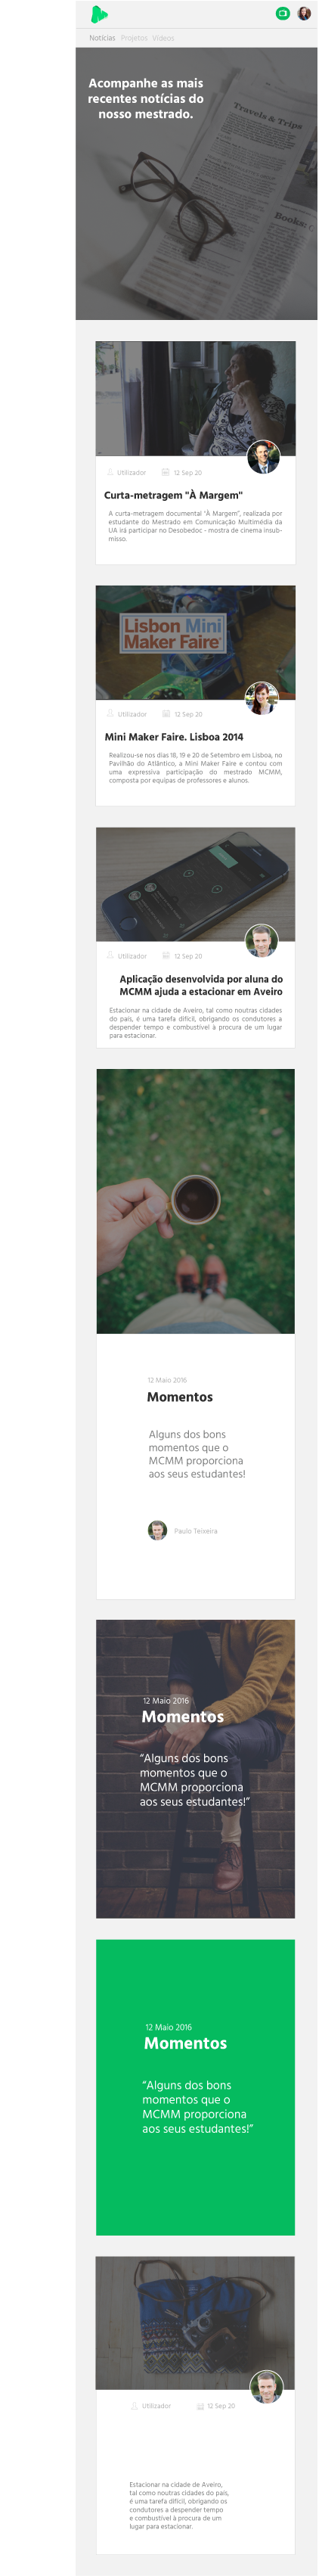 Notícias Projetos Vídeos
Acompanhe as mais
recentes notícias do
nosso mestrado.
Travels & Trips
Books:
Utilizador 12 Sep 20
Curta-metragem "À Margem"
A curta-metragem documental "À Margem", realizada por
estudante do Mestrado em Comunicação Multimédia da
UA irá participar no Desobedoc - mostra de cinema insub-
misso.
Lisbon Mini
Maker Faire
Utilizador 12 Sep 20
Mini Maker Faire. Lisboa 2014
Realizou-se nos dias 18, 19 e 20 de Setembro em Lisboa, no
Pavilhão do Atlântico, a Mini Maker Faire e contou com
uma expressiva participação do mestrado MCMM,
composta por equipas de professores e alunos.
Utilizador 12 Sep 20
Aplicação desenvolvida por aluna do
MCMM ajuda a estacionar em Aveiro
Estacionar na cidade de Aveiro, tal como noutras cidades
do país, é uma tarefa difícil, obrigando os condutores a
despender tempo e combustível à procura de um lugar
para estacionar.
12 Maio 2016
Momentos
Alguns dos bons
momentos que o
MCMM proporciona
aos seus estudantes!
Paulo Teixeira
12 Maio 2016
Momentos
“Alguns dos bons
momentos que o
MCMM proporciona
aos seus estudantes!”
12 Maio 2016
Momentos
“Alguns dos bons
momentos que o
MCMM proporciona
aos seus estudantes!”
Utilizador 12 Sep 20
Estacionar na cidade de Aveiro,
tal como noutras cidades do país,
é uma tarefa difícil, obrigando os
condutores a despender tempo
e combustível à procura de um
lugar para estacionar.